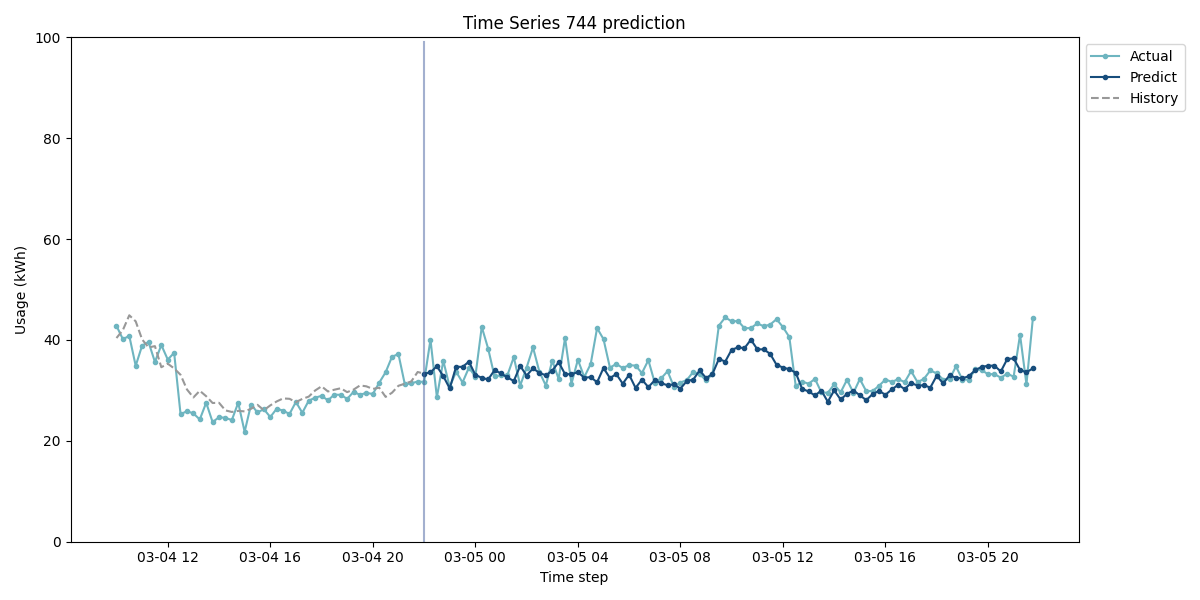 Time Series 744 prediction
Usage (kWh)
100
80
60
40
20
0
03-04 12
03-04 16
03-04 20
03-05 00
03-05 04
03-05 08
03-05 12
03-05 16
03-05 20
Time step
Actual
Predict
History